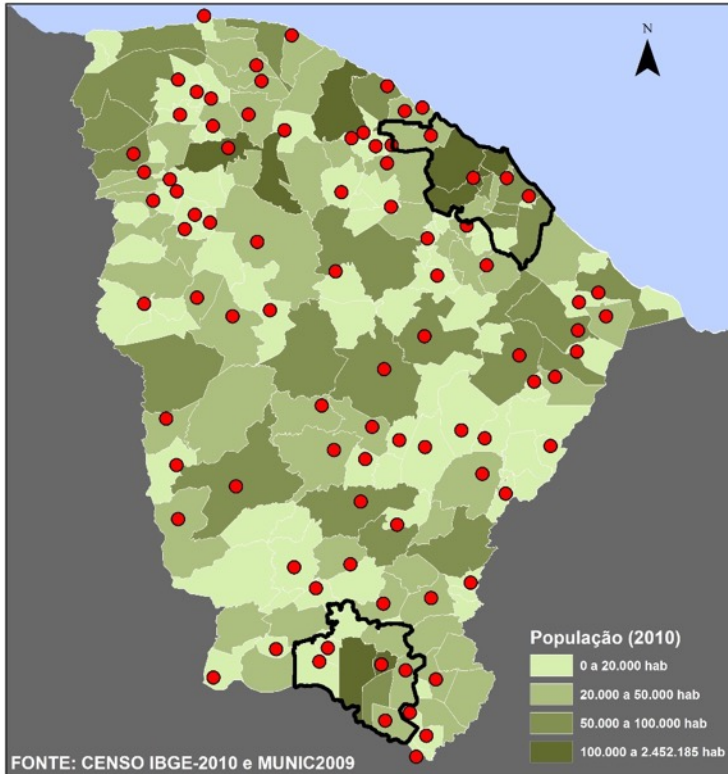 N
População (2010)
0 a 20.000 hab
20.000 a 50.000 hab
50.000 a 100.000 hab
100.000 a 2.452.185 hab
FONTE: CENSO IBGE-2010 e MUNIC2009